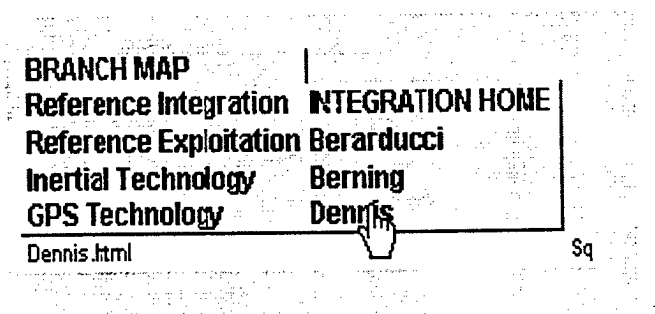 BRANCH MAP
Reference Integration INTEGRATION HOME
Reference Exploitation Berarducci
Inertial Technology Berning
GPS Technology Dennis
Dennis.html Sq